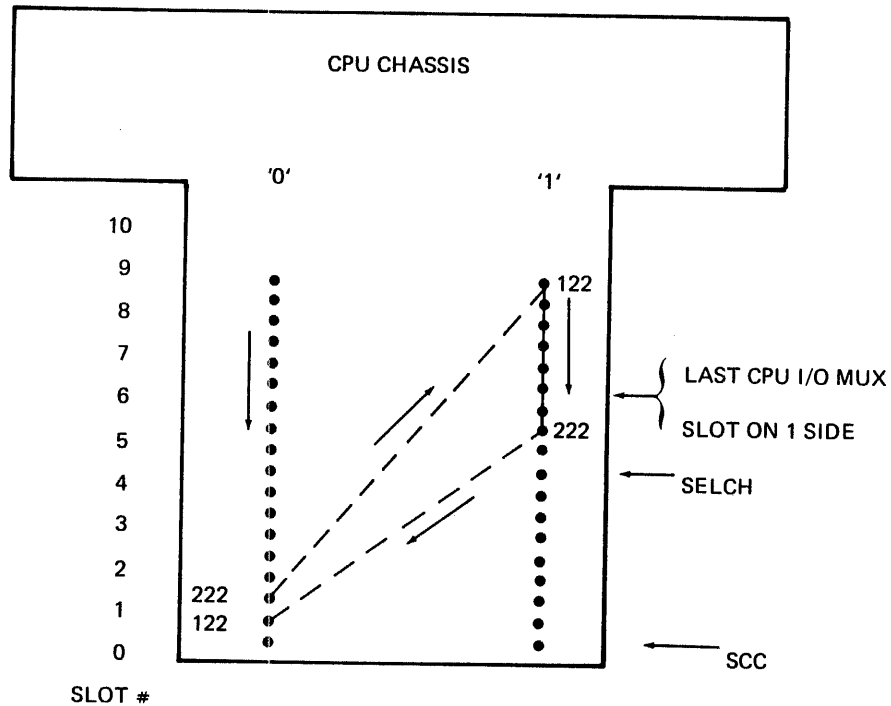 CPU CHASSIS
'0' '1'
10
9
122
8
7
6
LAST CPU I/O MUX
5
222
SLOT ON 1 SIDE
4
SELCH
3
2
222
1
122
0
SCC
SLOT #